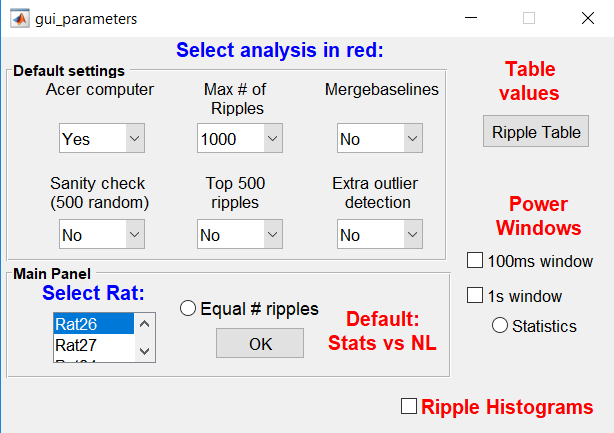 gui_parameters
Select analysis in red:
Default settings
Acer computer
Yes
Max # of
Ripples
1000
Mergebaselines
No
Sanity check
(500 random)
No
Top 500
ripples
No
Extra outlier
detection
No
Table
values
Ripple Table
Power
Windows
100ms window
1s window
Statistics
Main Panel
Select Rat:
Rat26
Rat27
Equal # ripples
OK
Default:
Stats vs NL
Ripple Histograms